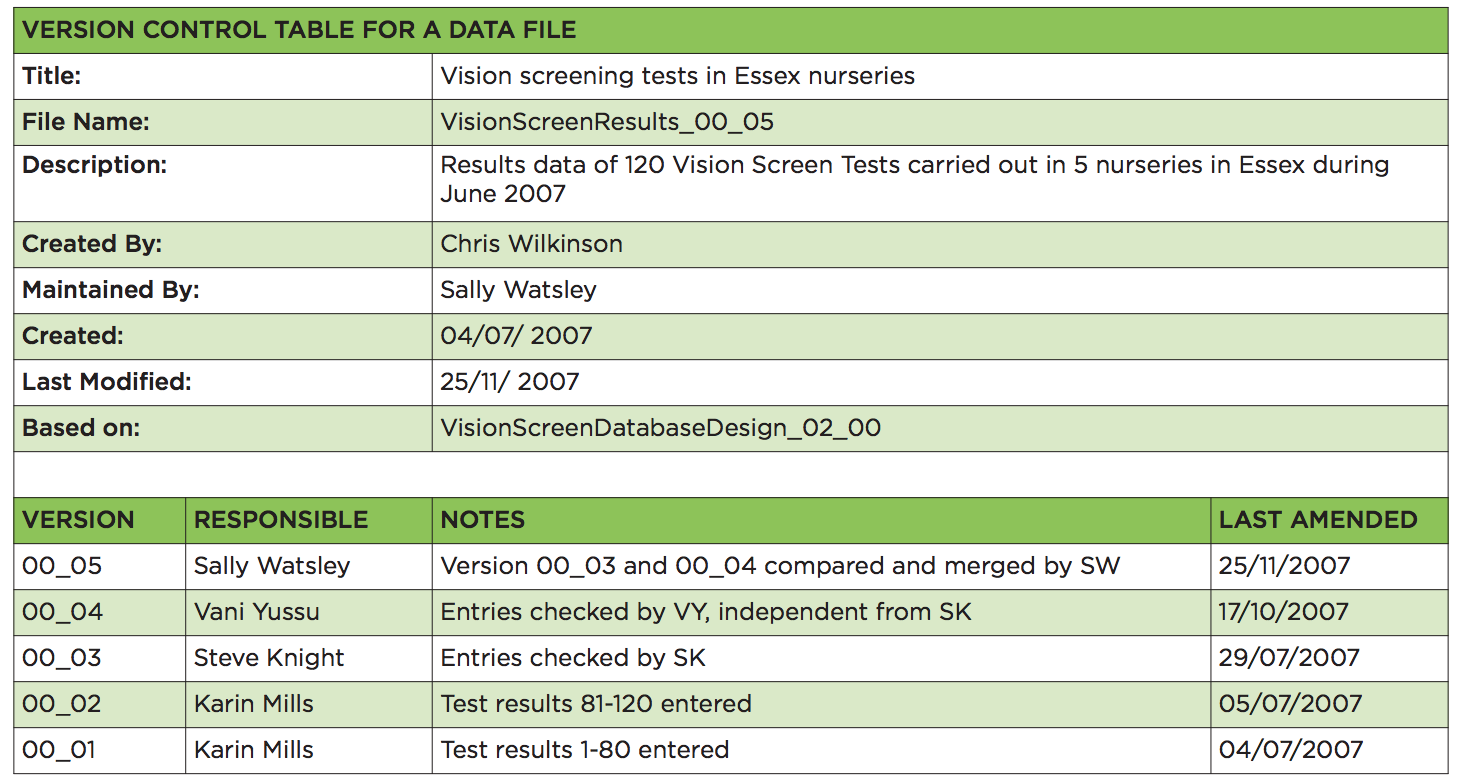 VERSION CONTROL TABLE FOR A DATA FILE
Title: Vision screening tests in Essex nurseries
File Name: VisionScreenResults_00_05
Description: Results data of 120 Vision Screen Tests carried out in 5 nurseries in Essex during
June 2007
Created By: Chris Wilkinson
Maintained By: Sally Watsley
Created: 04/07/ 2007
Last Modified: 25/11/ 2007
Based on: VisionScreenDatabaseDesign_02_00
VERSION RESPONSIBLE NOTES LAST AMENDED
00_05 Sally Watsley Version 00_03 and 00_04 compared and merged by SW 25/11/2007
00_04 Vani Yussu Entries checked by VY, independent from SK 17/10/2007
00_03 Steve Knight Entries checked by SK 29/07/2007
00_02 Karin Mills Test results 81-120 entered 05/07/2007
00_01 Karin Mills Test results 1-80 entered 04/07/2007